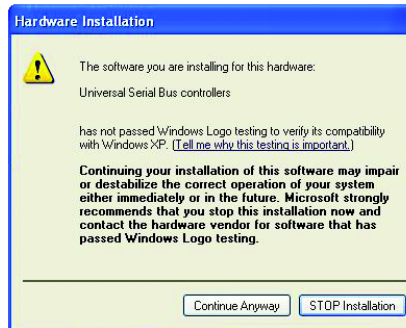 Hardware Installation
The software you are installing for this hardware:
Universal Serial Bus controllers
has not passed Windows Logo testing to verify its compatibility
with Windows XP. (Tell me why this testing is important.)
Continuing your installation of this software may impair
or destabilize the correct operation of your system
either immediately or in the future. Microsoft strongly
recommends that you stop this installation now and
contact the hardware vendor for software that has
passed Windows Logo testing.
Continue Anyway
STOP Installation